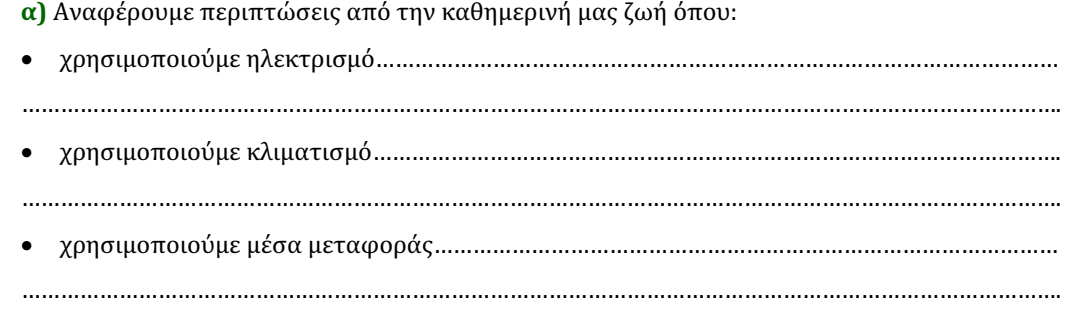 α) Αναφέρουμε περιπτώσεις από την καθημερινή μας ζωή όπου:
• χρησιμοποιούμε ηλεκτρισμό……………………………………………………………………………………………
……………………………………………………………………………………………………………………………………………..
• χρησιμοποιούμε κλιματισμό……………………………………………………………………………………………..
……………………………………………………………………………………………………………………………………………..
• χρησιμοποιούμε μέσα μεταφοράς……………………………………………………………………………………
……………………………………………………………………………………………………………………………………………..